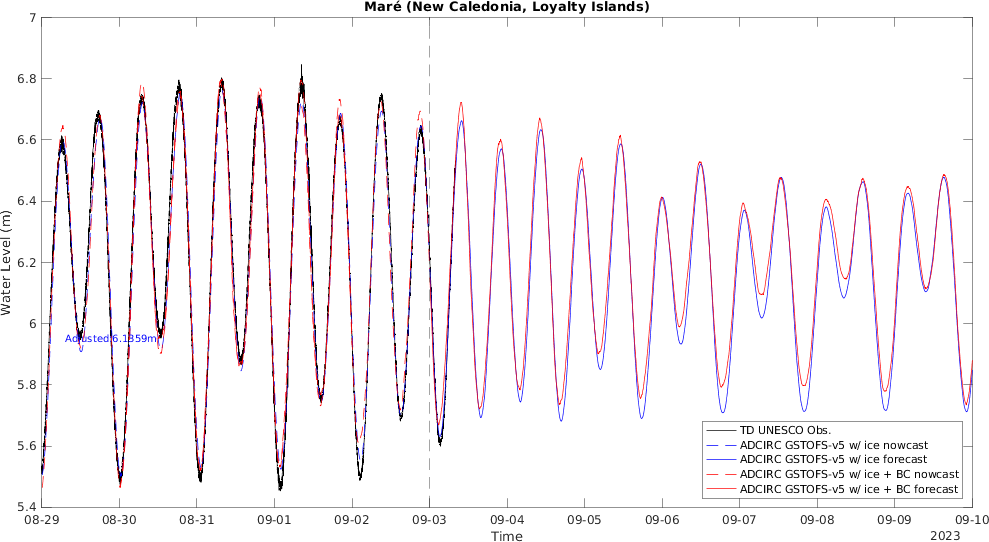 Maré (New Caledonia, Loyalty Islands)
7
6.8
6.6
6.4
6.2
6
5.8
5.6
5.4
Water Level (m)
Adjusted:6.1359m
TD UNESCO Obs.
ADCIRC GSTOFS-v5 w/ ice nowcast
ADCIRC GSTOFS-v5 w/ ice forecast
ADCIRC GSTOFS-v5 w/ ice + BC nowcast
ADCIRC GSTOFS-v5 w/ ice + BC forecast
08-29 08-30 08-31 09-01 09-02 09-03 09-04 09-05 09-06 09-07 09-08 09-09 09-10
Time
2023